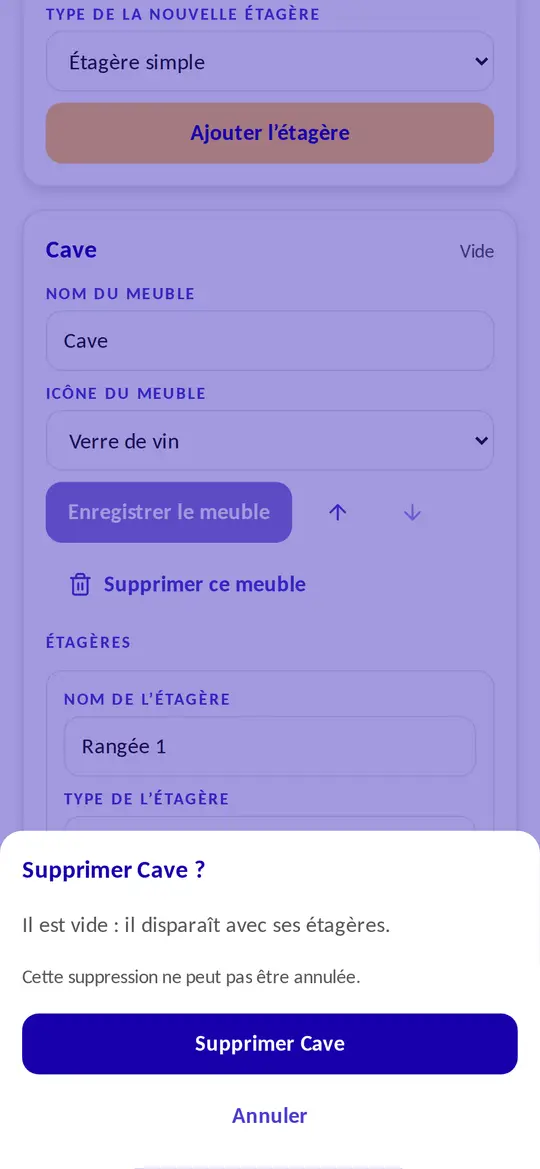 TYPE DE LA NOUVELLE ÉTAGÈRE
Étagère simple
Ajouter l’étagère
Cave
Vide
NOM DU MEUBLE
Cave
ICÔNE DU MEUBLE
Verre de vin
Enregistrer le meuble
Supprimer ce meuble
ÉTAGÈRES
NOM DE L’ÉTAGÈRE
Rangée 1
TYPE DE L’ÉTAGÈRE
Supprimer Cave ?
Il est vide : il disparaît avec ses étagères.
Cette suppression ne peut pas être annulée.
Supprimer Cave
Annuler